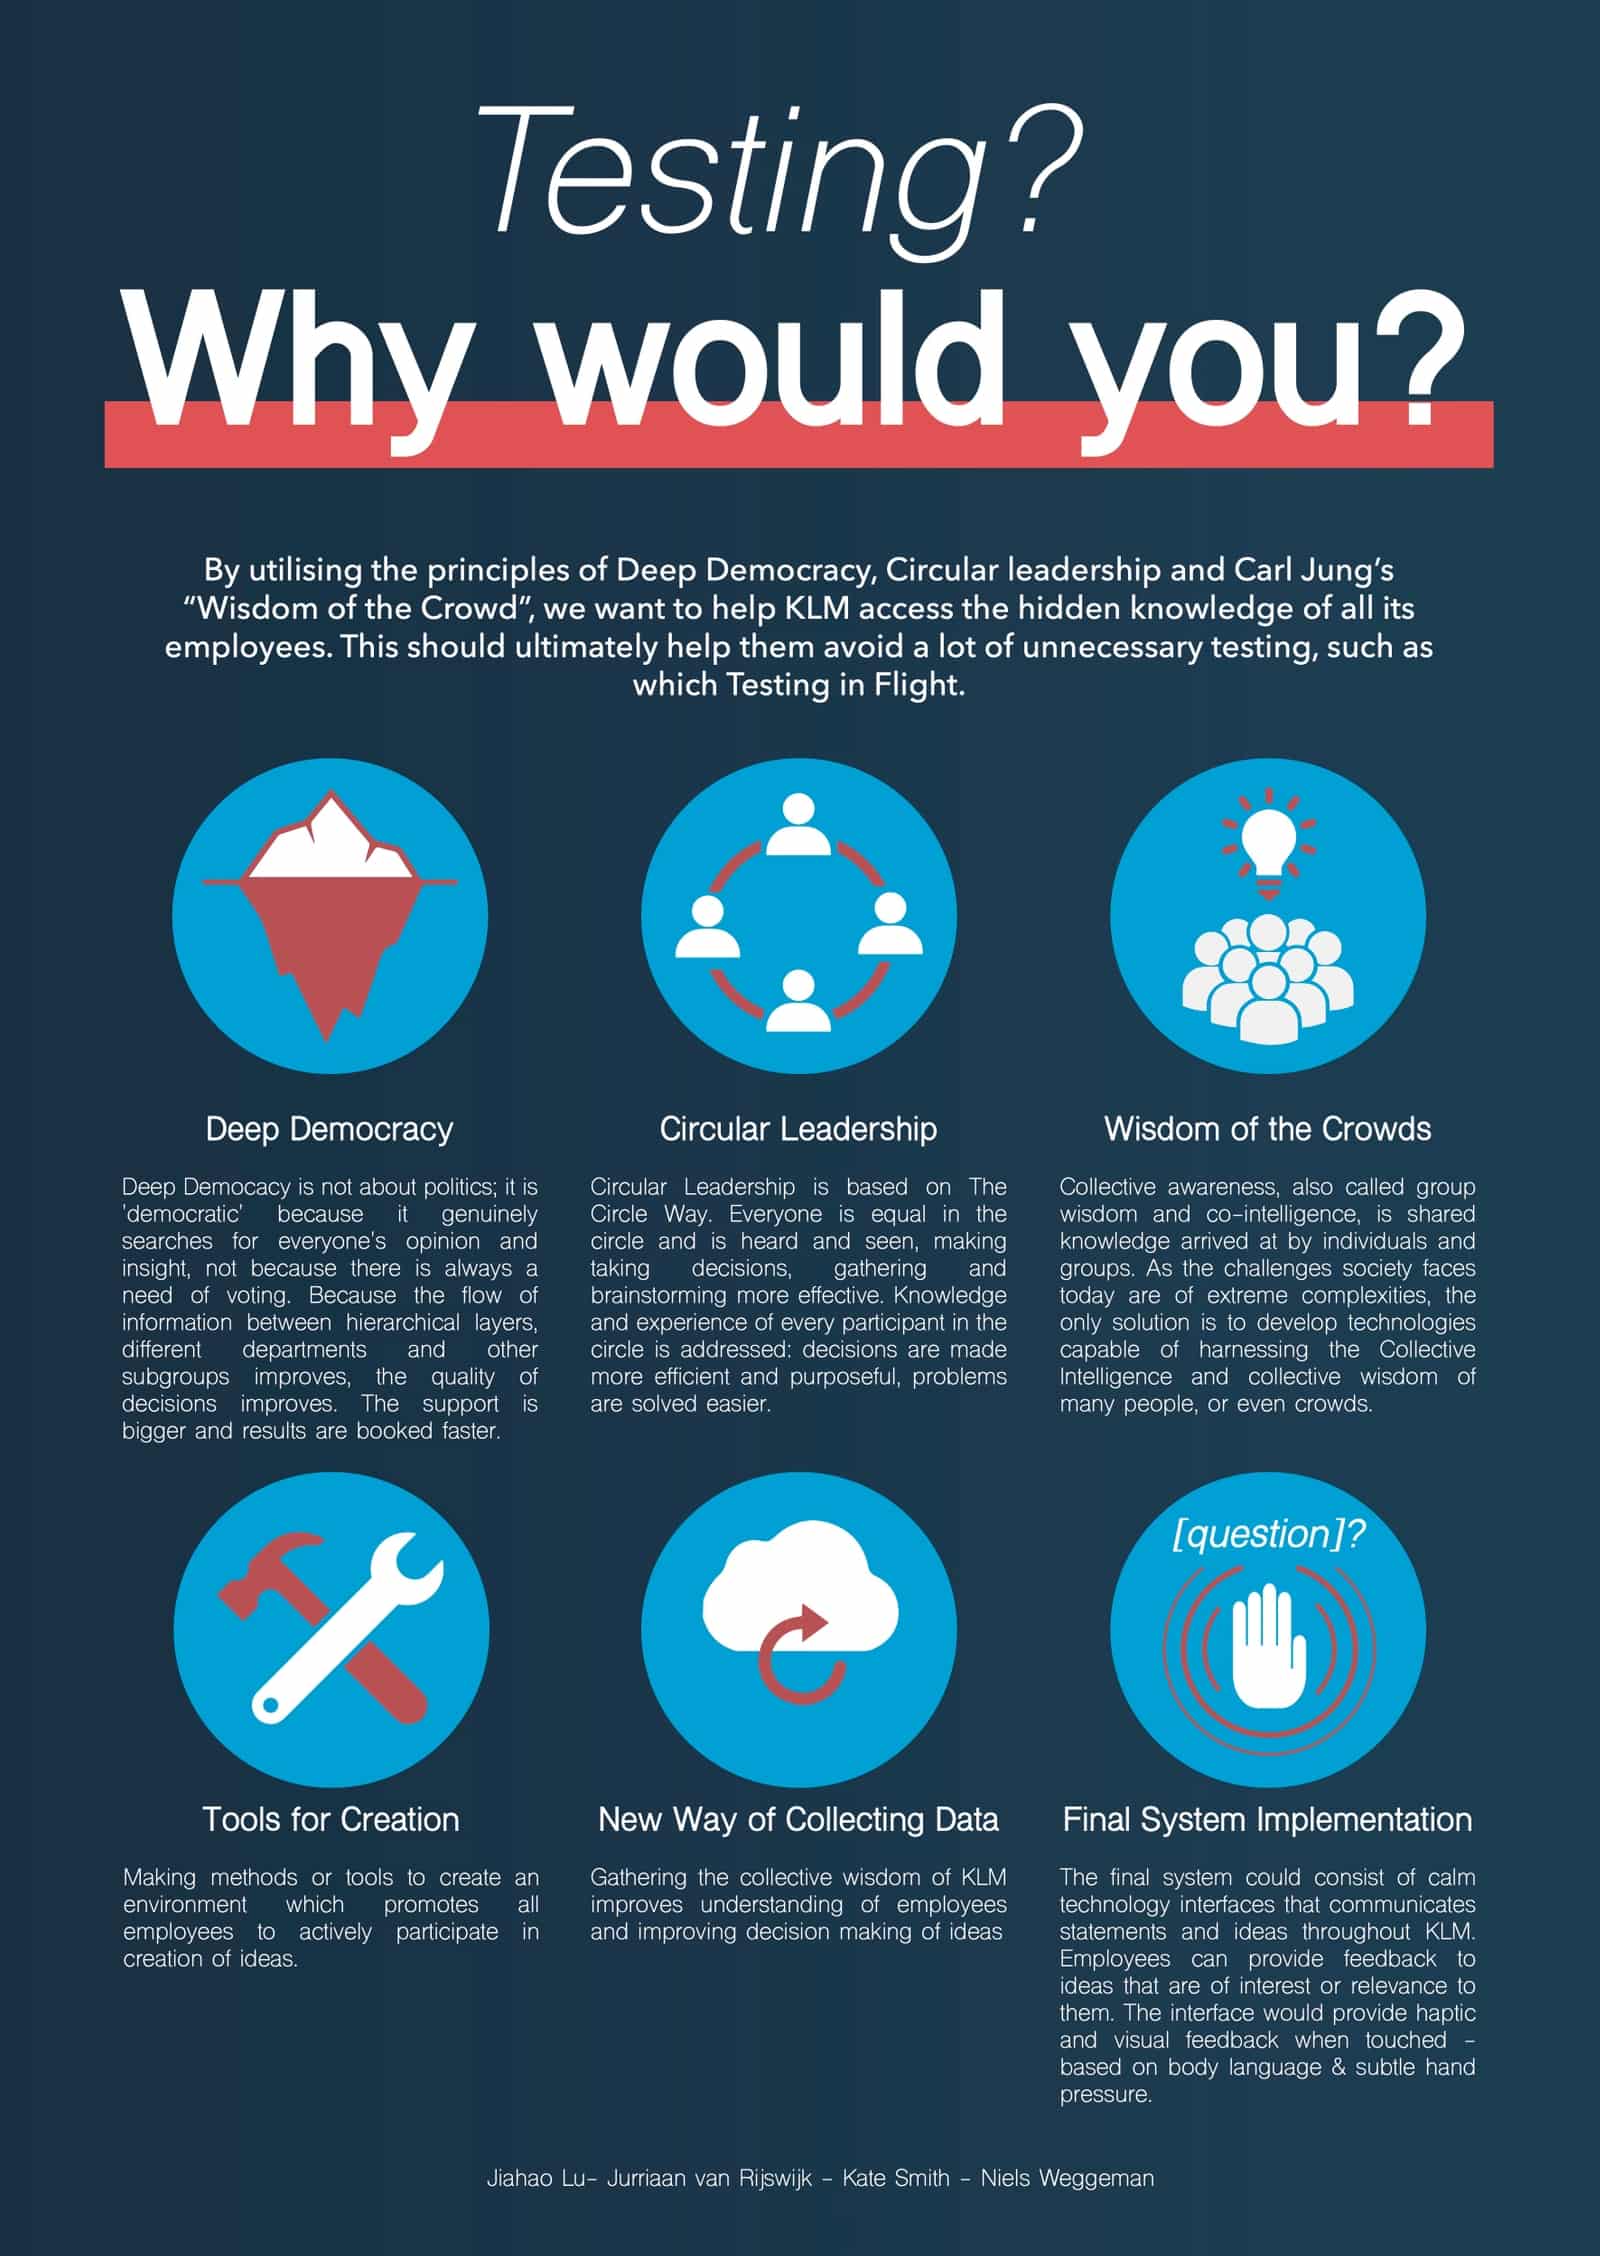 Testing?
Why would you?
By utilising the principles of Deep Democracy, Circular leadership and Carl Jung's
"Wisdom of the Crowd", we want to help KLM access the hidden knowledge of all its
employees. This should ultimately help them avoid a lot of unnecessary testing, such as
which Testing in Flight.
Deep Democracy
Deep Democacy is not about politics; it is
'democratic' because it genuinely
searches for everyone's opinion and
insight, not because there is always a
need of voting. Because the flow of
information between hierarchical layers,
different departments and other
subgroups improves, the quality of
decisions improves. The support is
bigger and results are booked faster.
Circular Leadership
Circular Leadership is based on The
Circle Way. Everyone is equal in the
circle and is heard and seen, making
taking decisions, gathering and
brainstorming more effective. Knowledge
and experience of every participant in the
circle is addressed: decisions are made
more efficient and purposeful, problems
are solved easier.
Wisdom of the Crowds
Collective awareness, also called group
wisdom and co-intelligence, is shared
knowledge arrived at by individuals and
groups. As the challenges society faces
today are of extreme complexities, the
only solution is to develop technologies
capable of harnessing the Collective
Intelligence and collective wisdom of
many people, or even crowds.
Tools for Creation
Making methods or tools to create an
environment which promotes all
employees to actively participate in
creation of ideas.
New Way of Collecting Data
Gathering the collective wisdom of KLM
improves understanding of employees
and improving decision making of ideas
[question]?
Final System Implementation
The final system could consist of calm
technology interfaces that communicates
statements and ideas throughout KLM.
Employees can provide feedback to
ideas that are of interest or relevance to
them. The interface would provide haptic
and visual feedback when touched -
based on body language & subtle hand
pressure.
Jiahao Lu- Jurriaan van Rijswijk - Kate Smith - Niels Weggeman